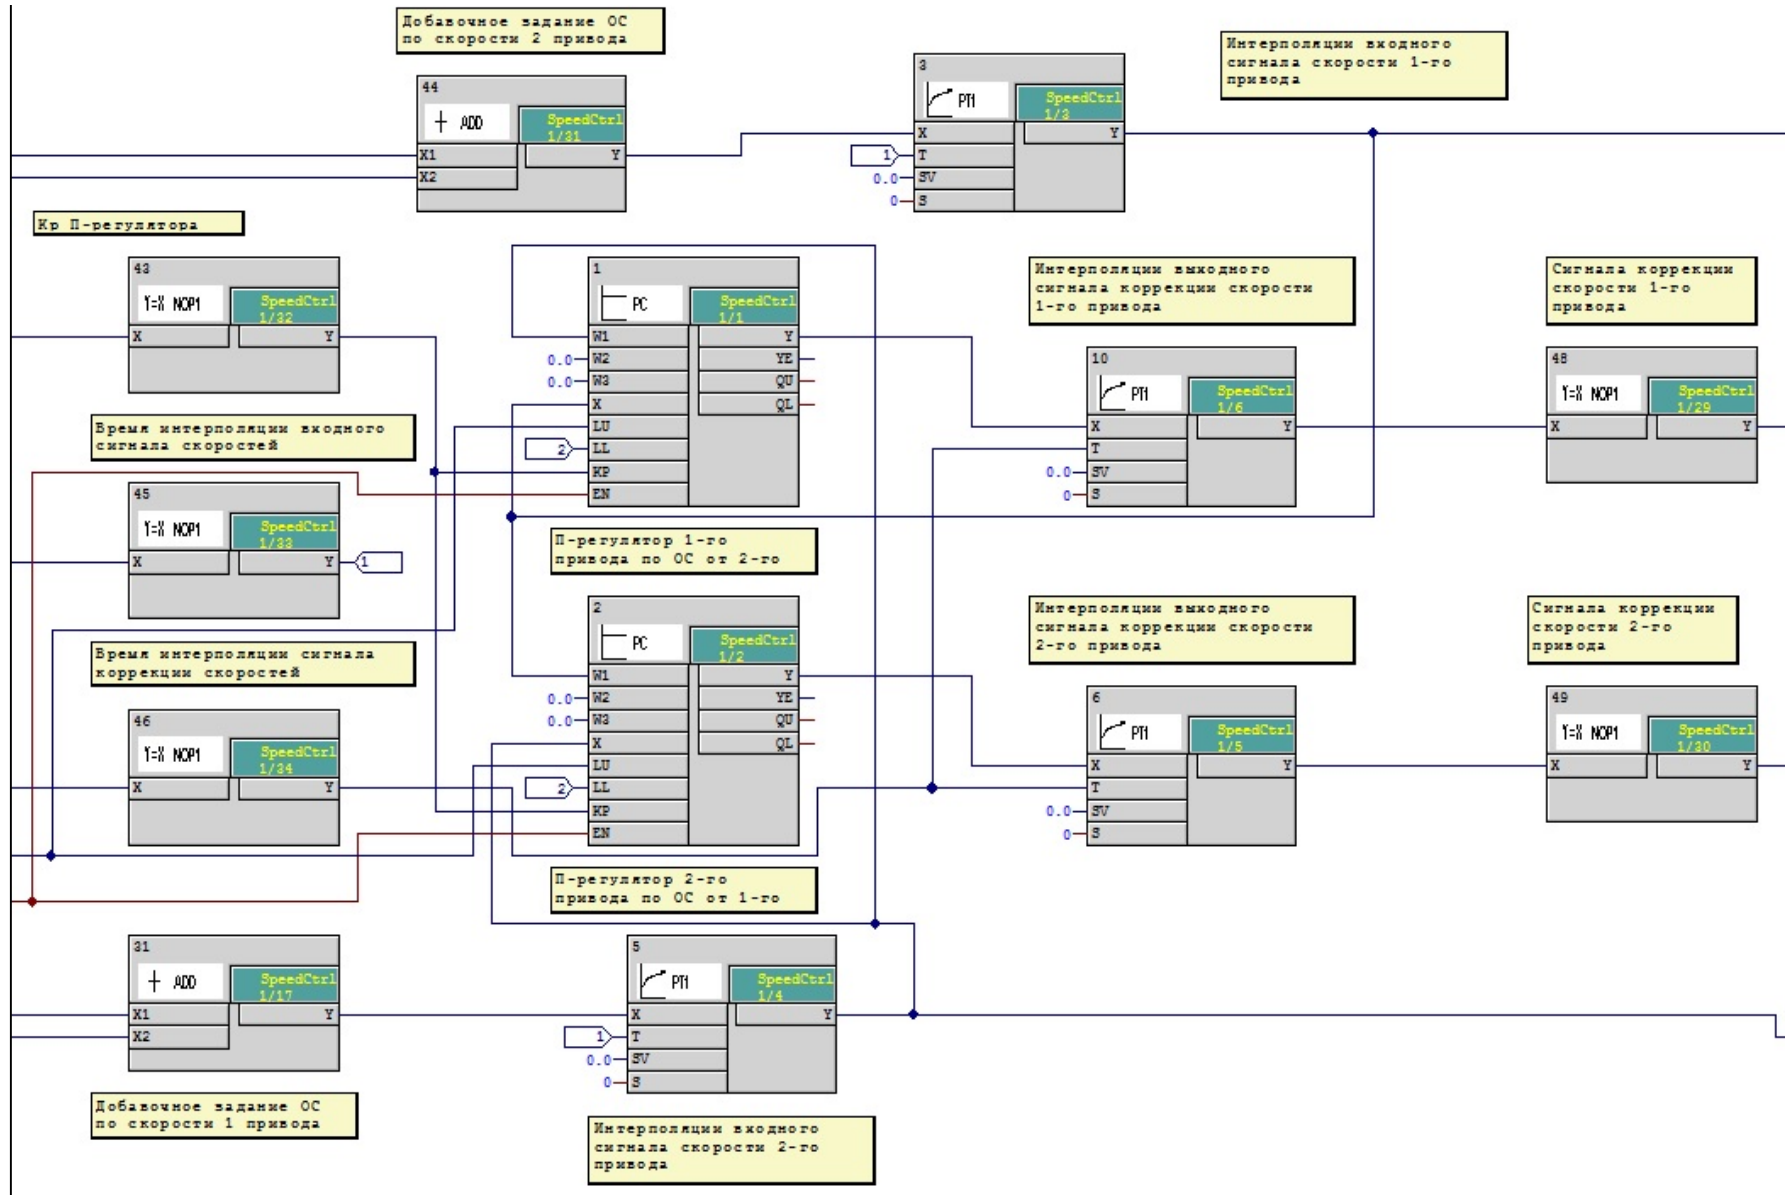 Добавочное задание ОС
по скорости 2 привода
44
ADD
SpeedCtrl
1/31
X1
Y
X2
3
PT1
SpeedCtrl
1/3
X
Y
1
T
0.0
SV
0
S
Интерполяции входного
сигнала скорости 1-го
привода
Кр П-регулятора
43
Y=X NOP1
SpeedCtrl
1/32
X
Y
1
PC
SpeedCtrl
1/1
W1
Y
0.0
W2
YE
0.0
W3
QU
X
QL
LU
2
LL
KP
EN
Интерполяции выходного
сигнала коррекции скорости
1-го привода
10
PT1
SpeedCtrl
1/6
X
Y
T
0.0
SV
0
S
Сигнала коррекции
скорости 1-го
привода
48
Y=X NOP1
SpeedCtrl
1/29
X
Y
Время интерполяции входного
сигнала скоростей
45
Y=X NOP1
SpeedCtrl
1/33
X
Y
1
П-регулятор 1-го
привода по ОС от 2-го
Время интерполяции сигнала
коррекции скоростей
46
Y=X NOP1
SpeedCtrl
1/34
X
Y
2
PC
SpeedCtrl
1/2
W1
Y
0.0
W2
YE
0.0
W3
QU
X
QL
LU
2
LL
KP
EN
Интерполяции выходного
сигнала коррекции скорости
2-го привода
6
PT1
SpeedCtrl
1/5
X
Y
T
0.0
SV
0
S
Сигнала коррекции
скорости 2-го
привода
49
Y=X NOP1
SpeedCtrl
1/30
X
Y
П-регулятор 2-го
привода по ОС от 1-го
31
ADD
SpeedCtrl
1/17
X1
Y
X2
5
PT1
SpeedCtrl
1/4
X
Y
1
T
0.0
SV
0
S
Добавочное задание ОС
по скорости 1 привода
Интерполяции входного
сигнала скорости 2-го
привода